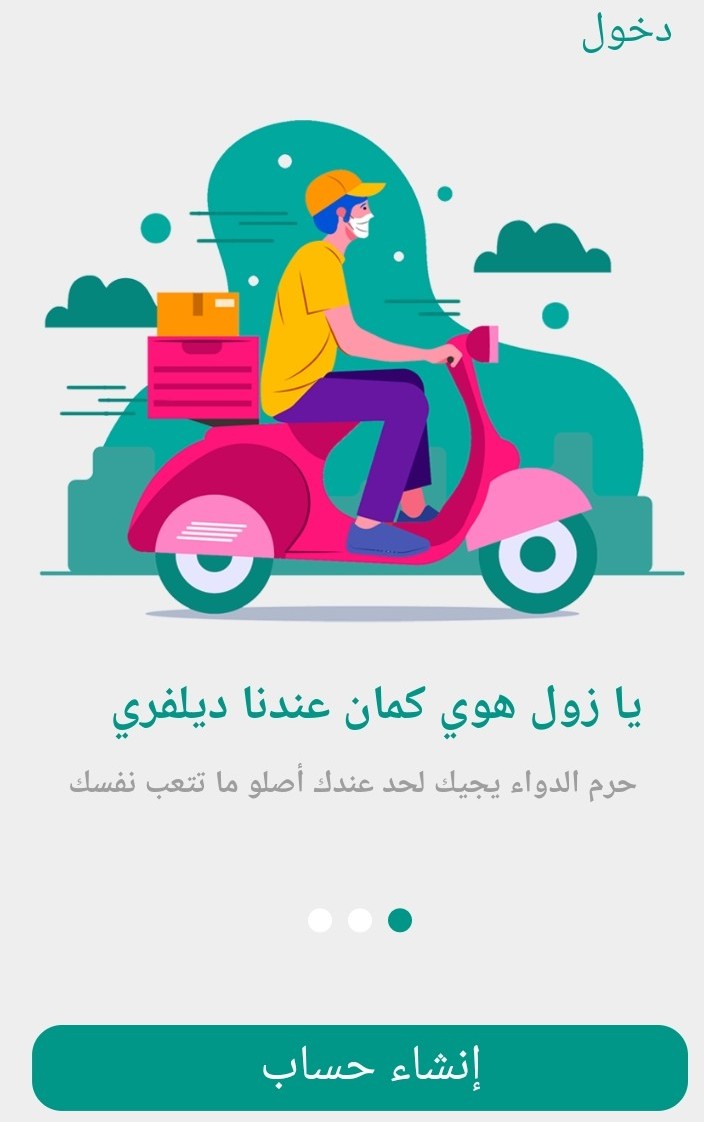 دخول
يا زول هوي كمان عندنا ديلفري
حرم الدواء يجيك لحد عندك أصلو ما تتعب نفسك
إنشاء حساب